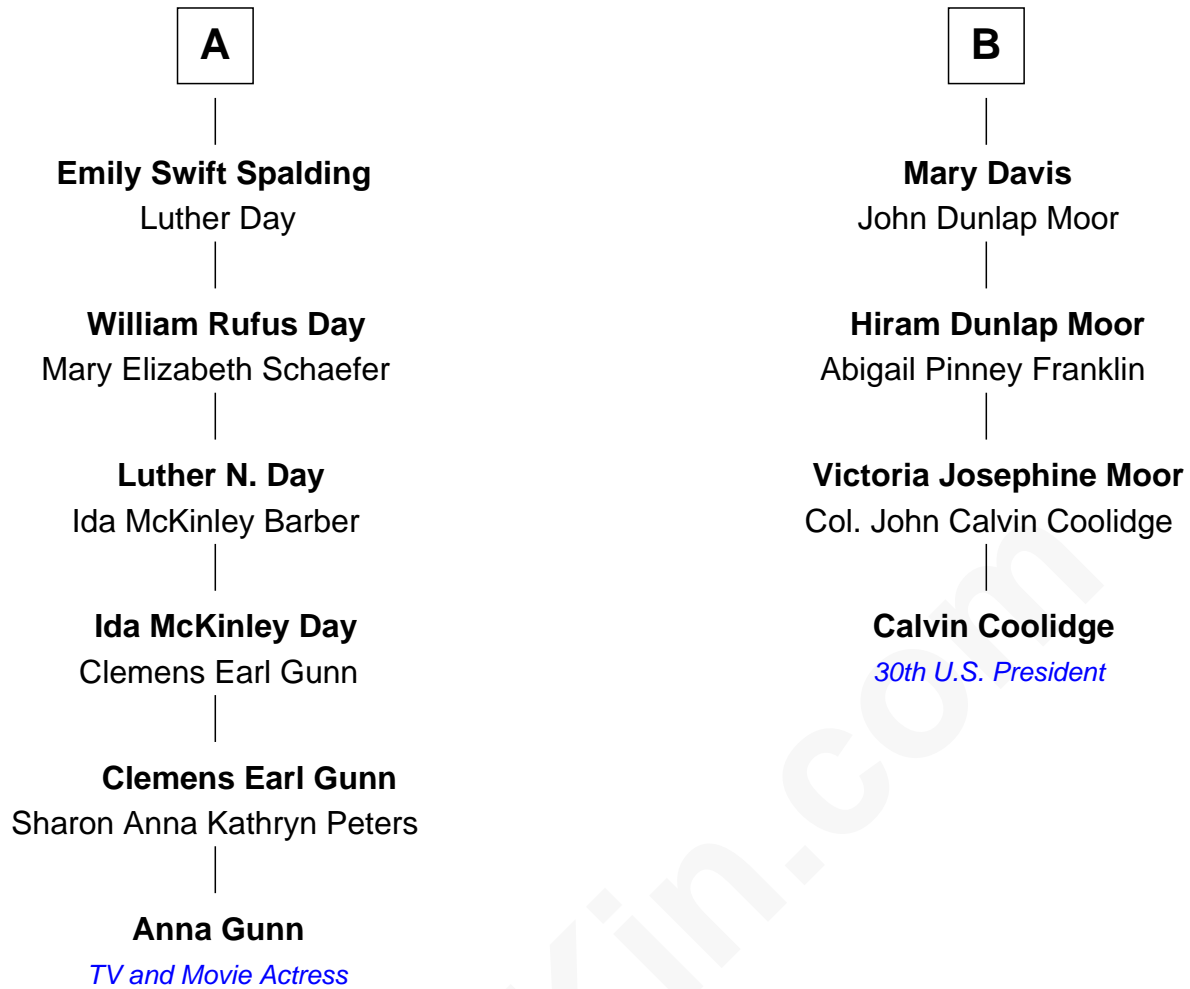 A
Emily Swift Spalding
Luther Day
William Rufus Day
Mary Elizabeth Schaefer
Luther N. Day
Ida McKinley Barber
Ida McKinley Day
Clemens Earl Gunn
Clemens Earl Gunn
Sharon Anna Kathryn Peters
Anna Gunn
TV and Movie Actress
B
Mary Davis
John Dunlap Moor
Hiram Dunlap Moor
Abigail Pinney Franklin
Victoria Josephine Moor
Col. John Calvin Coolidge
Calvin Coolidge
30th U.S. President